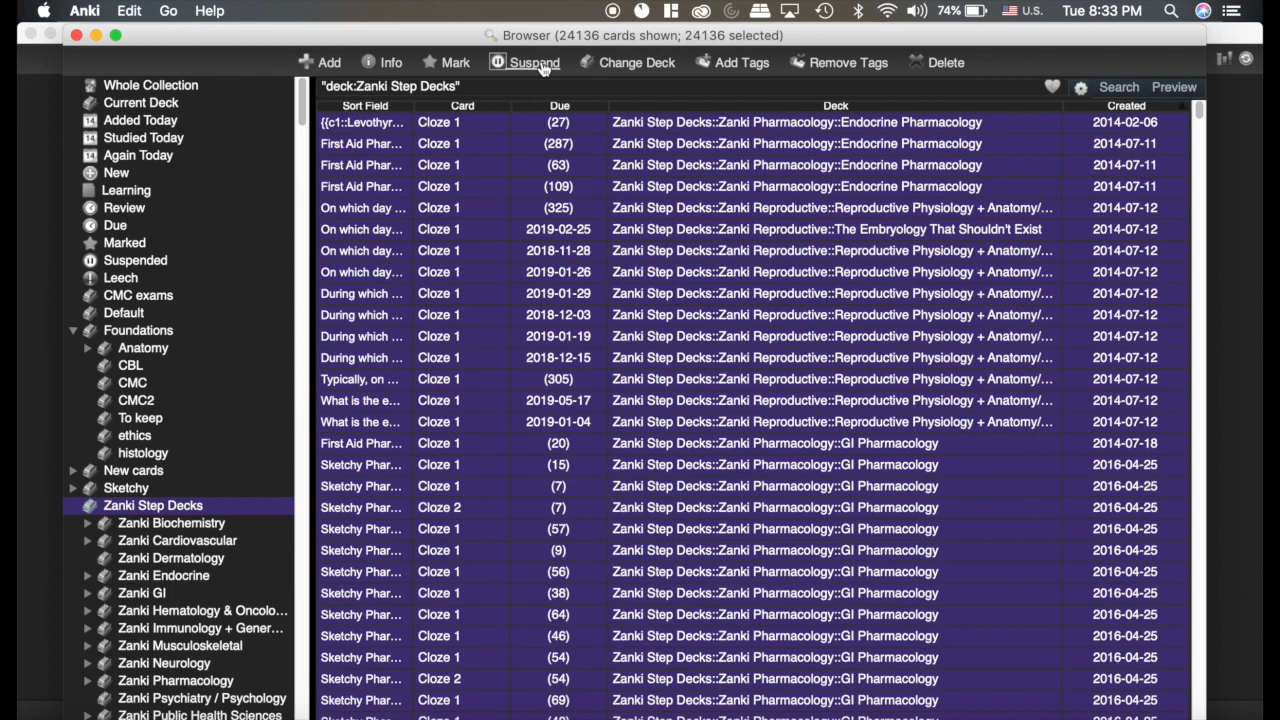 Anki Edit Go Help 74% U.S. Tue 8:33 PM
Browser (24136 cards shown; 24136 selected)
Add Info Mark Suspend Change Deck Add Tags Remove Tags Delete
"deck:Zanki Step Decks" Search Preview
Sort Field Card Due Deck Created
{{c1::Levothyr... Cloze 1 (27) Zanki Step Decks::Zanki Pharmacology::Endocrine Pharmacology 2014-02-06
First Aid Phar... Cloze 1 (287) Zanki Step Decks::Zanki Pharmacology::Endocrine Pharmacology 2014-07-11
First Aid Phar... Cloze 1 (63) Zanki Step Decks::Zanki Pharmacology::Endocrine Pharmacology 2014-07-11
First Aid Phar... Cloze 1 (109) Zanki Step Decks::Zanki Pharmacology::Endocrine Pharmacology 2014-07-11
On which day ... Cloze 1 (325) Zanki Step Decks::Zanki Reproductive::Reproductive Physiology + Anatomy/... 2014-07-12
On which day... Cloze 1 2019-02-25 Zanki Step Decks::Zanki Reproductive::The Embryology That Shouldn't Exist 2014-07-12
On which day... Cloze 1 2018-11-28 Zanki Step Decks::Zanki Reproductive::Reproductive Physiology + Anatomy/... 2014-07-12
On which day... Cloze 1 2019-01-26 Zanki Step Decks::Zanki Reproductive::Reproductive Physiology + Anatomy/... 2014-07-12
During which ... Cloze 1 2019-01-29 Zanki Step Decks::Zanki Reproductive::Reproductive Physiology + Anatomy/... 2014-07-12
During which ... Cloze 1 2018-12-03 Zanki Step Decks::Zanki Reproductive::Reproductive Physiology + Anatomy/... 2014-07-12
During which ... Cloze 1 2019-01-19 Zanki Step Decks::Zanki Reproductive::Reproductive Physiology + Anatomy/... 2014-07-12
During which ... Cloze 1 2018-12-15 Zanki Step Decks::Zanki Reproductive::Reproductive Physiology + Anatomy/... 2014-07-12
Typically, on ... Cloze 1 (305) Zanki Step Decks::Zanki Reproductive::Reproductive Physiology + Anatomy/... 2014-07-12
What is the e... Cloze 1 2019-05-17 Zanki Step Decks::Zanki Reproductive::Reproductive Physiology + Anatomy/... 2014-07-12
What is the e... Cloze 1 2019-01-04 Zanki Step Decks::Zanki Reproductive::Reproductive Physiology + Anatomy/... 2014-07-12
First Aid Phar... Cloze 1 (20) Zanki Step Decks::Zanki Pharmacology::GI Pharmacology 2014-07-18
Sketchy Phar... Cloze 1 (15) Zanki Step Decks::Zanki Pharmacology::GI Pharmacology 2016-04-25
Sketchy Phar... Cloze 1 (7) Zanki Step Decks::Zanki Pharmacology::GI Pharmacology 2016-04-25
Sketchy Phar... Cloze 2 (7) Zanki Step Decks::Zanki Pharmacology::GI Pharmacology 2016-04-25
Sketchy Phar... Cloze 1 (57) Zanki Step Decks::Zanki Pharmacology::GI Pharmacology 2016-04-25
Sketchy Phar... Cloze 1 (9) Zanki Step Decks::Zanki Pharmacology::GI Pharmacology 2016-04-25
Sketchy Phar... Cloze 1 (56) Zanki Step Decks::Zanki Pharmacology::GI Pharmacology 2016-04-25
Sketchy Phar... Cloze 1 (38) Zanki Step Decks::Zanki Pharmacology::GI Pharmacology 2016-04-25
Sketchy Phar... Cloze 1 (64) Zanki Step Decks::Zanki Pharmacology::GI Pharmacology 2016-04-25
Sketchy Phar... Cloze 1 (46) Zanki Step Decks::Zanki Pharmacology::GI Pharmacology 2016-04-25
Sketchy Phar... Cloze 1 (54) Zanki Step Decks::Zanki Pharmacology::GI Pharmacology 2016-04-25
Sketchy Phar... Cloze 2 (54) Zanki Step Decks::Zanki Pharmacology::GI Pharmacology 2016-04-25
Sketchy Phar... Cloze 1 (69) Zanki Step Decks::Zanki Pharmacology::GI Pharmacology 2016-04-25
Whole Collection
Current Deck
14 Added Today
14 Studied Today
14 Again Today
New
Learning
Review
Due
Marked
Suspended
Leech
CMC exams
Default
Foundations
Anatomy
CBL
CMC
CMC2
To keep
ethics
histology
New cards
Sketchy
Zanki Step Decks
Zanki Biochemistry
Zanki Cardiovascular
Zanki Dermatology
Zanki Endocrine
Zanki GI
Zanki Hematology & Oncolo...
Zanki Immunology + Gener...
Zanki Musculoskeletal
Zanki Neurology
Zanki Pharmacology
Zanki Psychiatry / Psychology
Zanki Public Health Sciences